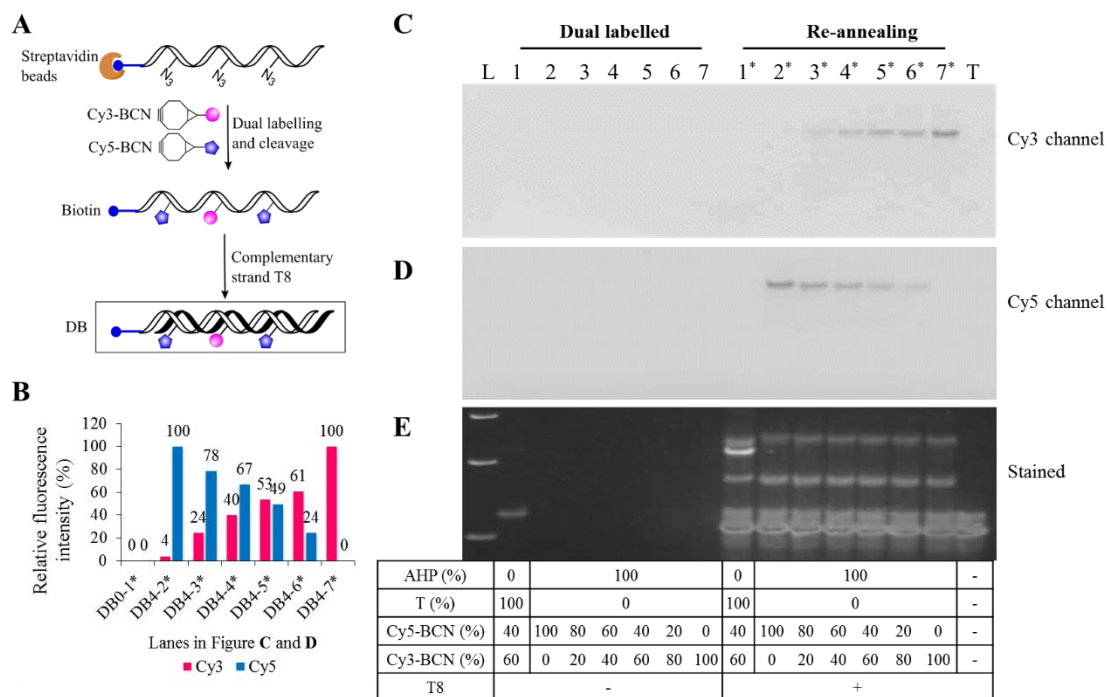 A
Streptavidin
beads
N3 N3 N3
Cy3-BCN
Cy5-BCN
Dual labelling
and cleavage
Biotin
Complementary
strand T8
DB
B
Relative fluorescence
intensity (%)
120
100
80
60
40
20
0
0 0
4 100
24 78
40 67
53 49
61 24
100 0
DB0-1*
DB4-2*
DB4-3*
DB4-4*
DB4-5*
DB4-6*
DB4-7*
Lanes in Figure C and D
Cy3 Cy5
C
Dual labelled Re-annealing
L 1 2 3 4 5 6 7 1* 2* 3* 4* 5* 6* 7* T
Cy3 channel
D
Cy5 channel
E
Stained
AHP (%) 0 100 0 100 -
T (%) 100 0 100 0 -
Cy5-BCN (%) 40 100 80 60 40 20 0 40 100 80 60 40 20 0 -
Cy3-BCN (%) 60 0 20 40 60 80 100 60 0 20 40 60 80 100 -
T8 - +